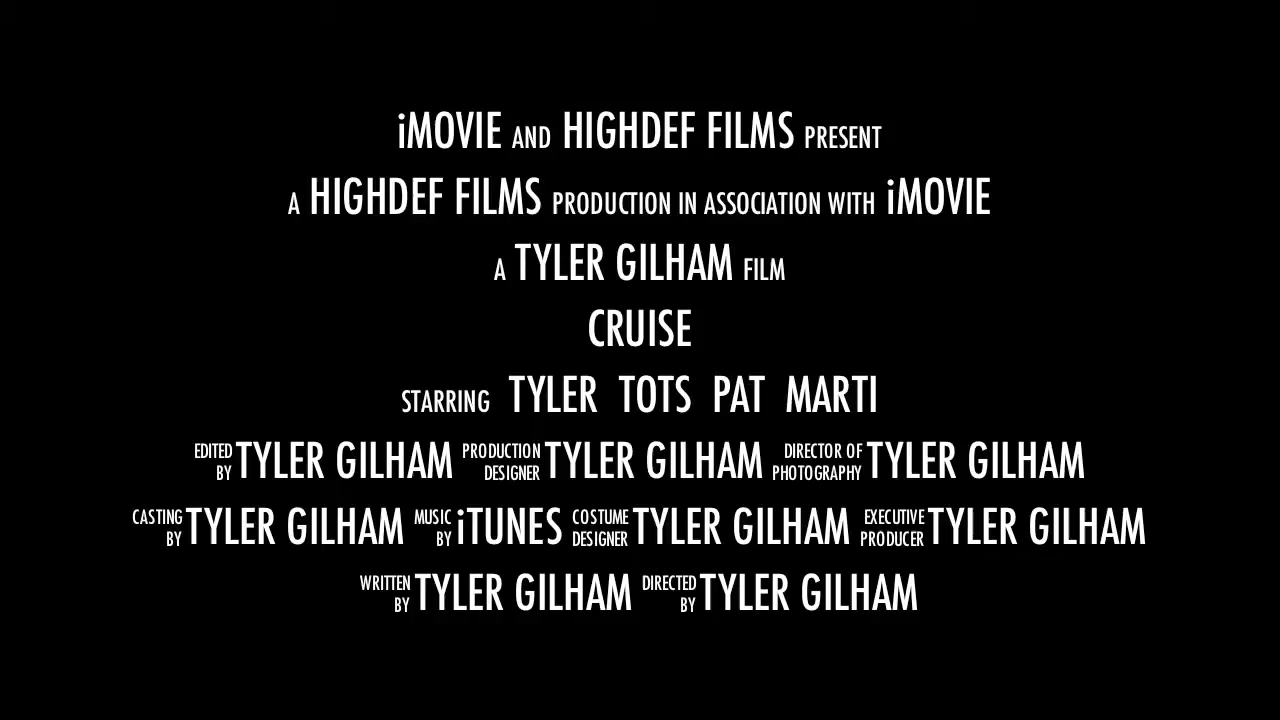 iMOVIE AND HIGHDEF FILMS PRESENT
A HIGHDEF FILMS PRODUCTION IN ASSOCIATION WITH iMOVIE
A TYLER GILHAM FILM
CRUISE
STARRING TYLER TOTS PAT MARTI
EDITED BY TYLER GILHAM PRODUCTION DESIGNER TYLER GILHAM DIRECTOR OF PHOTOGRAPHY TYLER GILHAM
CASTING BY TYLER GILHAM MUSIC BY iTUNES COSTUME DESIGNER TYLER GILHAM EXECUTIVE PRODUCER TYLER GILHAM
WRITTEN BY TYLER GILHAM DIRECTED BY TYLER GILHAM